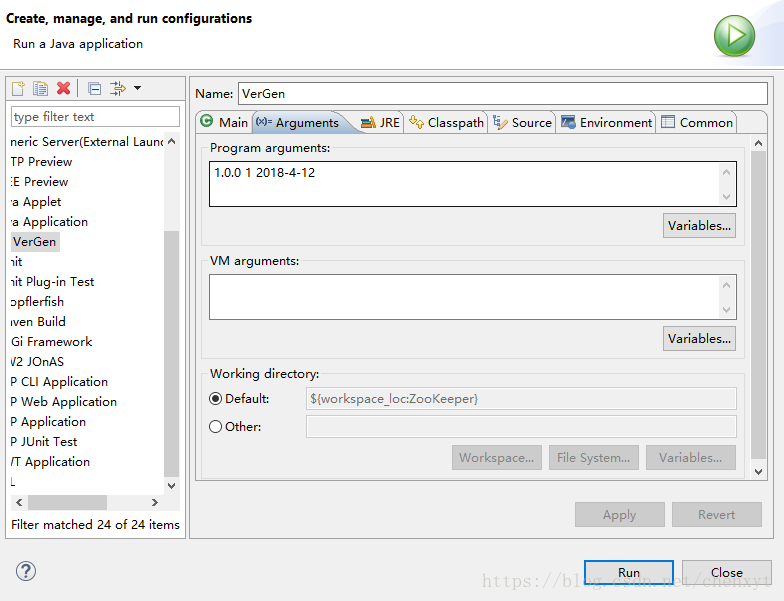 Create, manage, and run configurations
Run a Java application
type filter text
neric Server(External Launc
TP Preview
EE Preview
va Applet
va Application
VerGen
nit
nit Plug-in Test
opflerfish
aven Build
Gi Framework
V2 JOnAS
P CLI Application
P Web Application
P Application
P JUnit Test
VT Application
L
Filter matched 24 of 24 items
Name: VerGen
Main (x)= Arguments JRE Classpath Source Environment Common
Program arguments:
1.0.0 1 2018-4-12
Variables...
VM arguments:
Variables...
Working directory:
Default: ${workspace_loc:ZooKeeper}
Other:
Workspace... File System... Variables...
Apply Revert
Run Close
https://blog.csdn.net/chenxyt